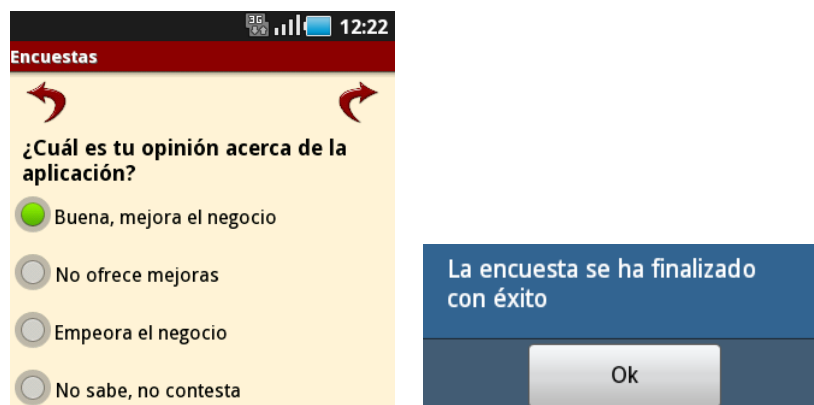 3G 12:22
Encuestas
¿Cuál es tu opinión acerca de la
aplicación?
Buena, mejora el negocio
No ofrece mejoras
Empeora el negocio
No sabe, no contesta
La encuesta se ha finalizado
con éxito
Ok